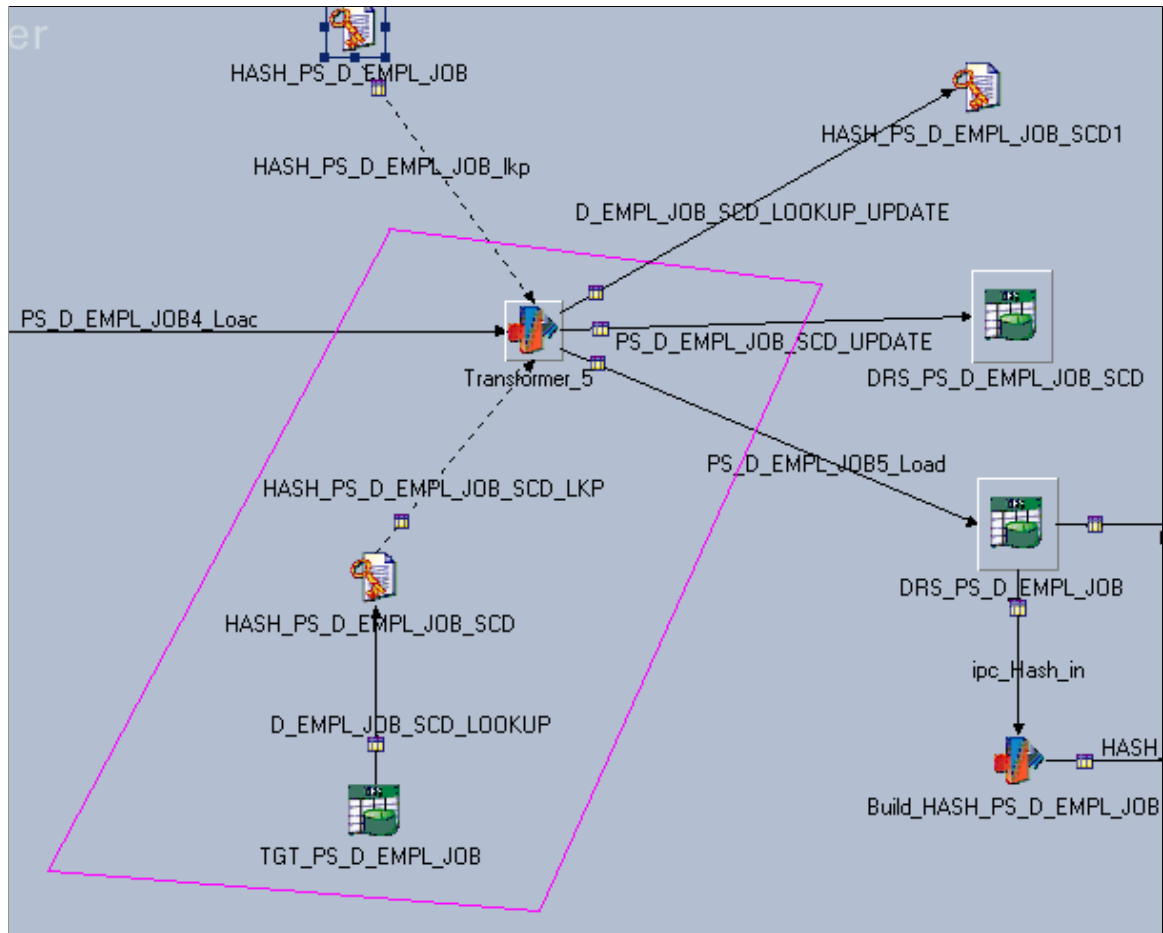 er
HASH_PS_D_EMPL_JOB
HASH_PS_D_EMPL_JOB_SCD1
HASH_PS_D_EMPL_JOB_lkp
D_EMPL_JOB_SCD_LOOKUP_UPDATE
PS_D_EMPL_JOB4_Loac
PS_D_EMPL_JOB_SCD_UPDATE
Transformer_5
DRS_PS_D_EMPL_JOB_SCD
PS_D_EMPL_JOB5_Load
HASH_PS_D_EMPL_JOB_SCD_LKP
DRS_PS_D_EMPL_JOB
HASH_PS_D_EMPL_JOB_SCD
ipc_Hash_in
D_EMPL_JOB_SCD_LOOKUP
HASH_
Build_HASH_PS_D_EMPL_JOB
TGT_PS_D_EMPL_JOB